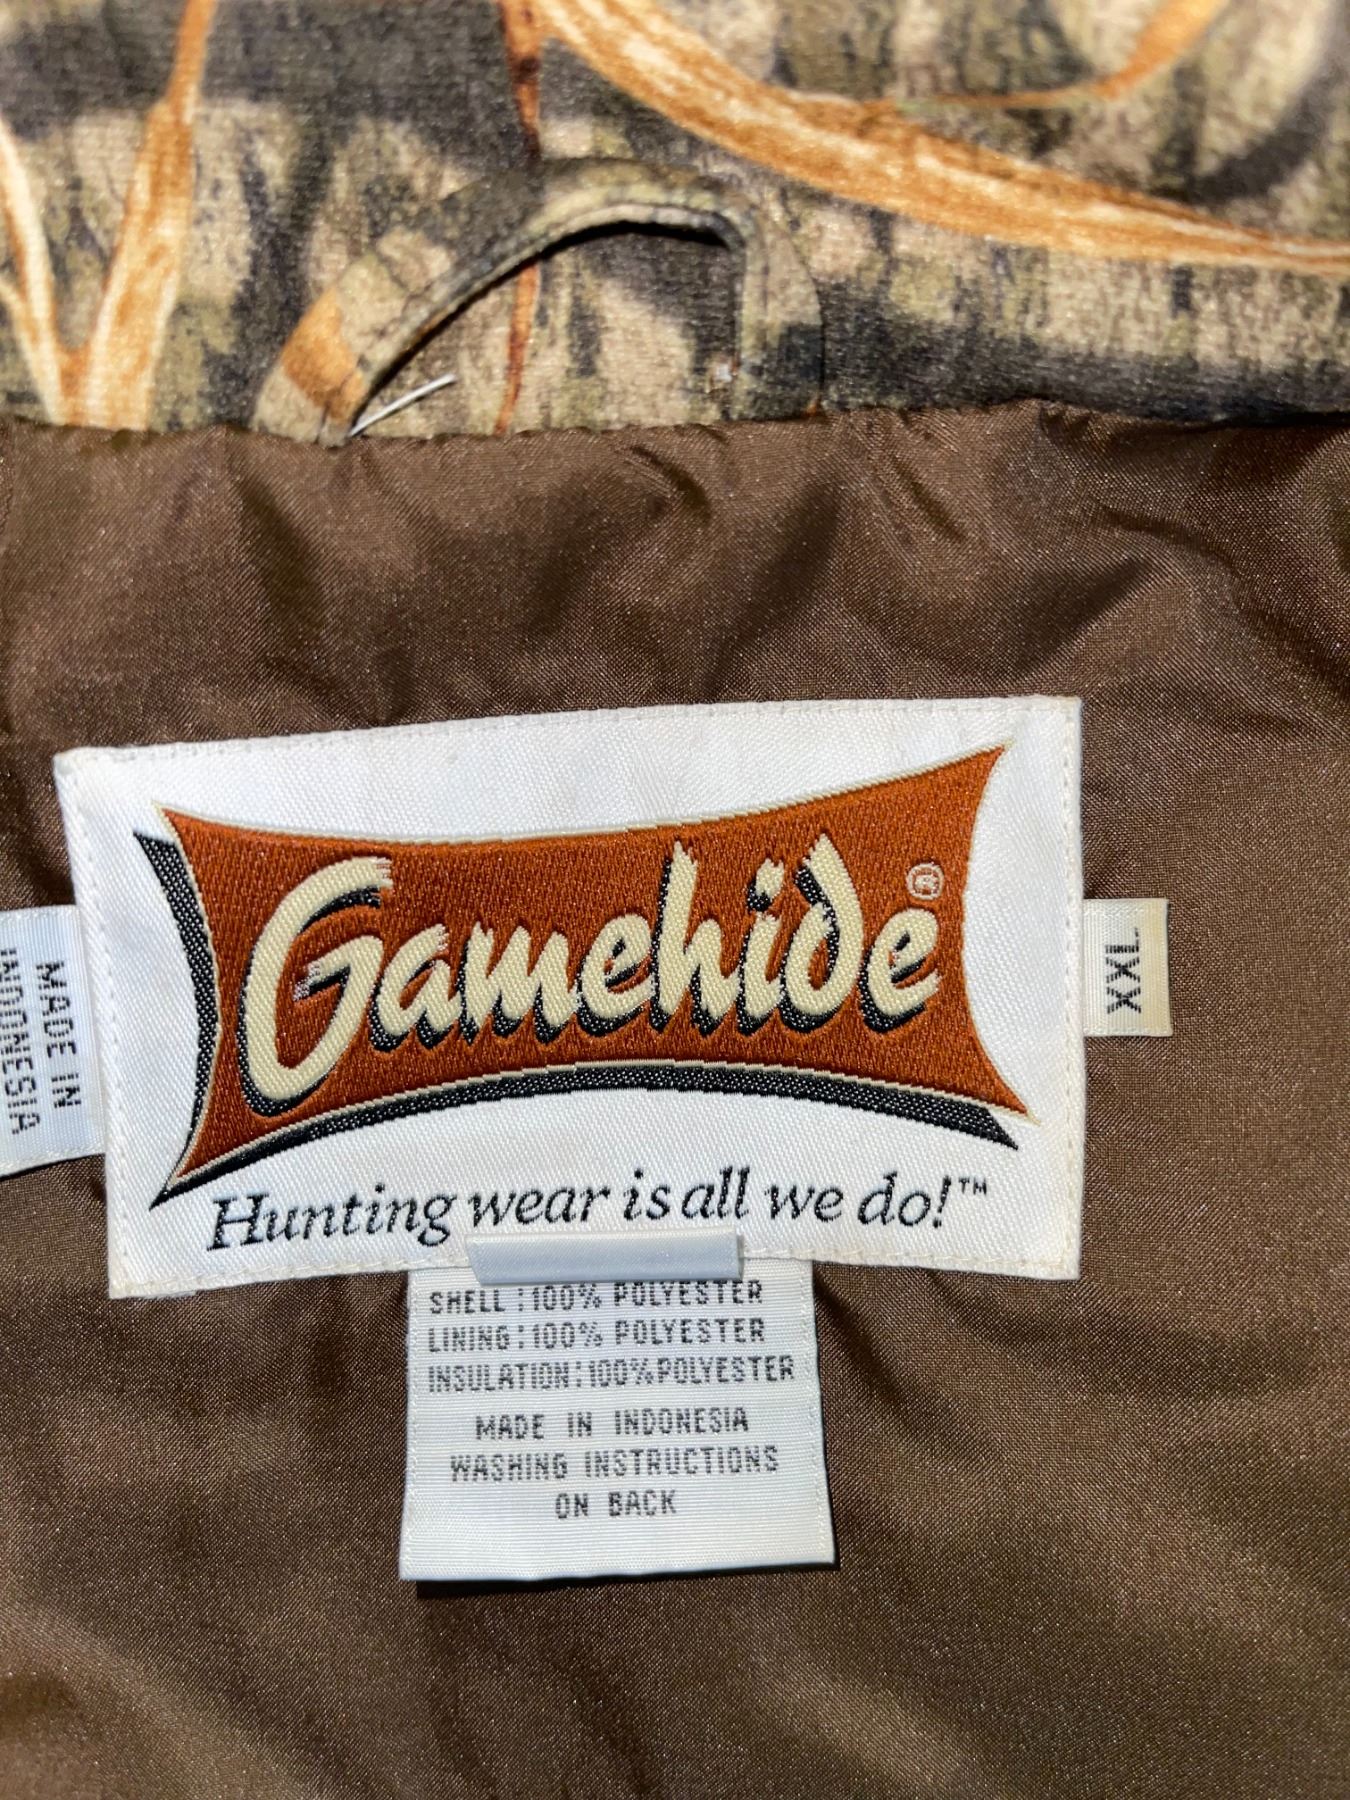 Gamehide®
Hunting wear is all we do!™
MADE IN
INDONESIA
XXL
SHELL : 100% POLYESTER
LINING : 100% POLYESTER
INSULATION : 100% POLYESTER
MADE IN INDONESIA
WASHING INSTRUCTIONS
ON BACK